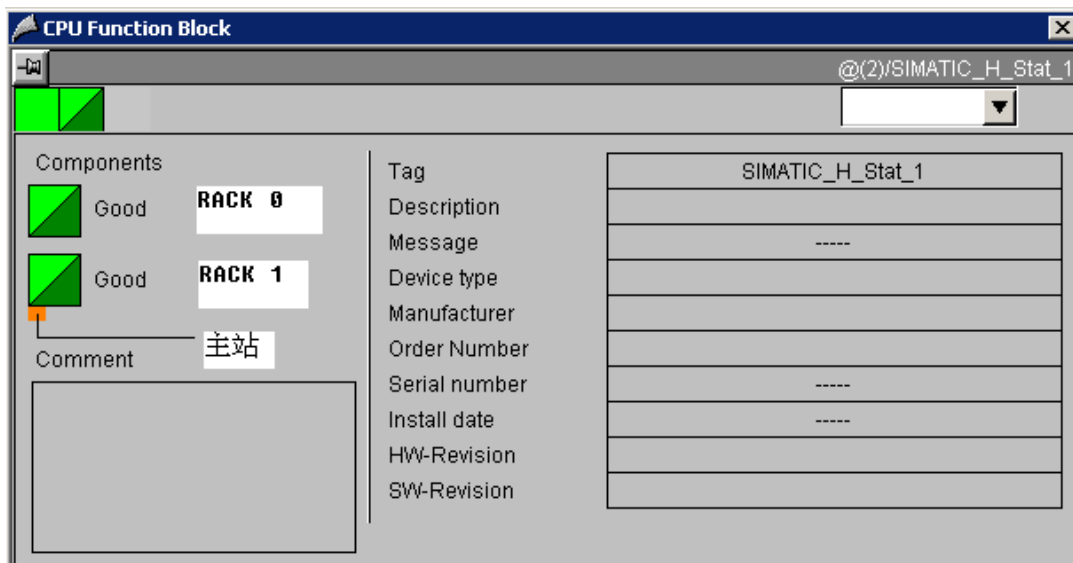 CPU Function Block
@(2)/SIMATIC_H_Stat_1
Components
Good RACK 0
Good RACK 1
主站
Comment
Tag SIMATIC_H_Stat_1
Description
Message -----
Device type
Manufacturer
Order Number
Serial number -----
Install date -----
HW-Revision
SW-Revision